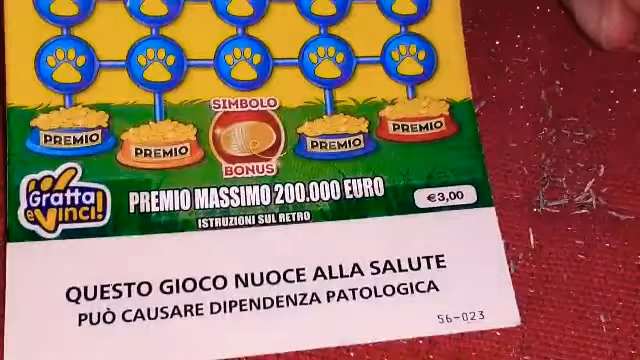 SIMBOLO
PREMIO
PREMIO
PREMIO
PREMIO
BONUS
Gratta
e Vinci!
PREMIO MASSIMO 200.000 EURO
€3,00
ISTRUZIONI SUL RETRO
QUESTO GIOCO NUOCE ALLA SALUTE
PUÒ CAUSARE DIPENDENZA PATOLOGICA
56-023